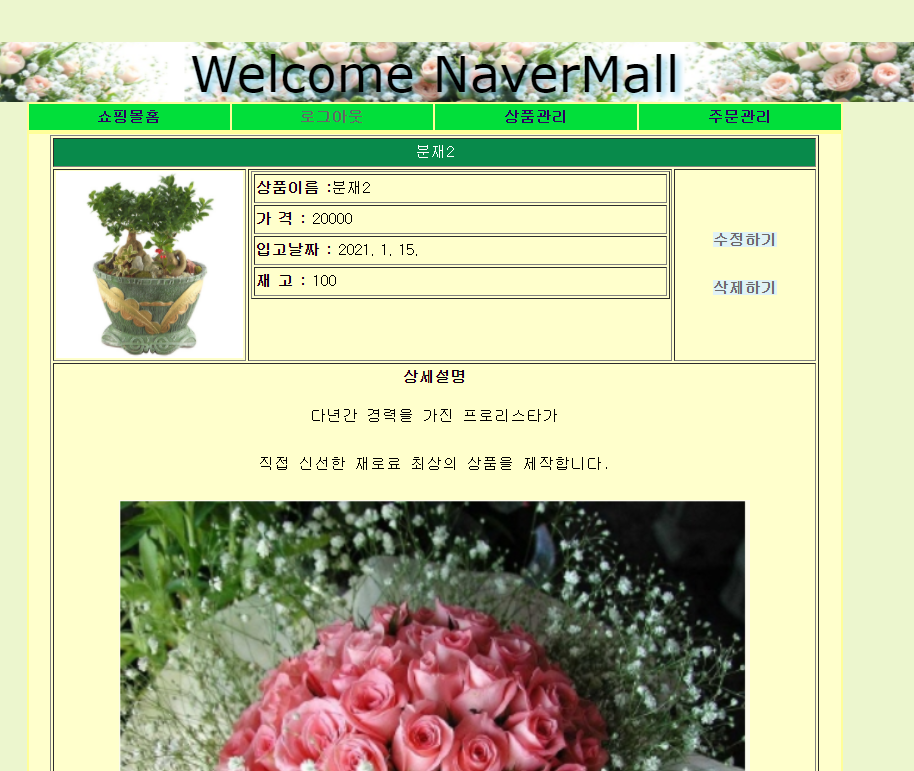 Welcome NaverMall
쇼핑몰홈 로그아웃 상품관리 주문관리
분재2
상품이름 :분재2
가 격 : 20000
입고날짜 : 2021. 1. 15.
재 고 : 100
수정하기
삭제하기
상세설명
다년간 경력을 가진 프로리스타가
직접 신선한 재로료 최상의 상품을 제작합니다.